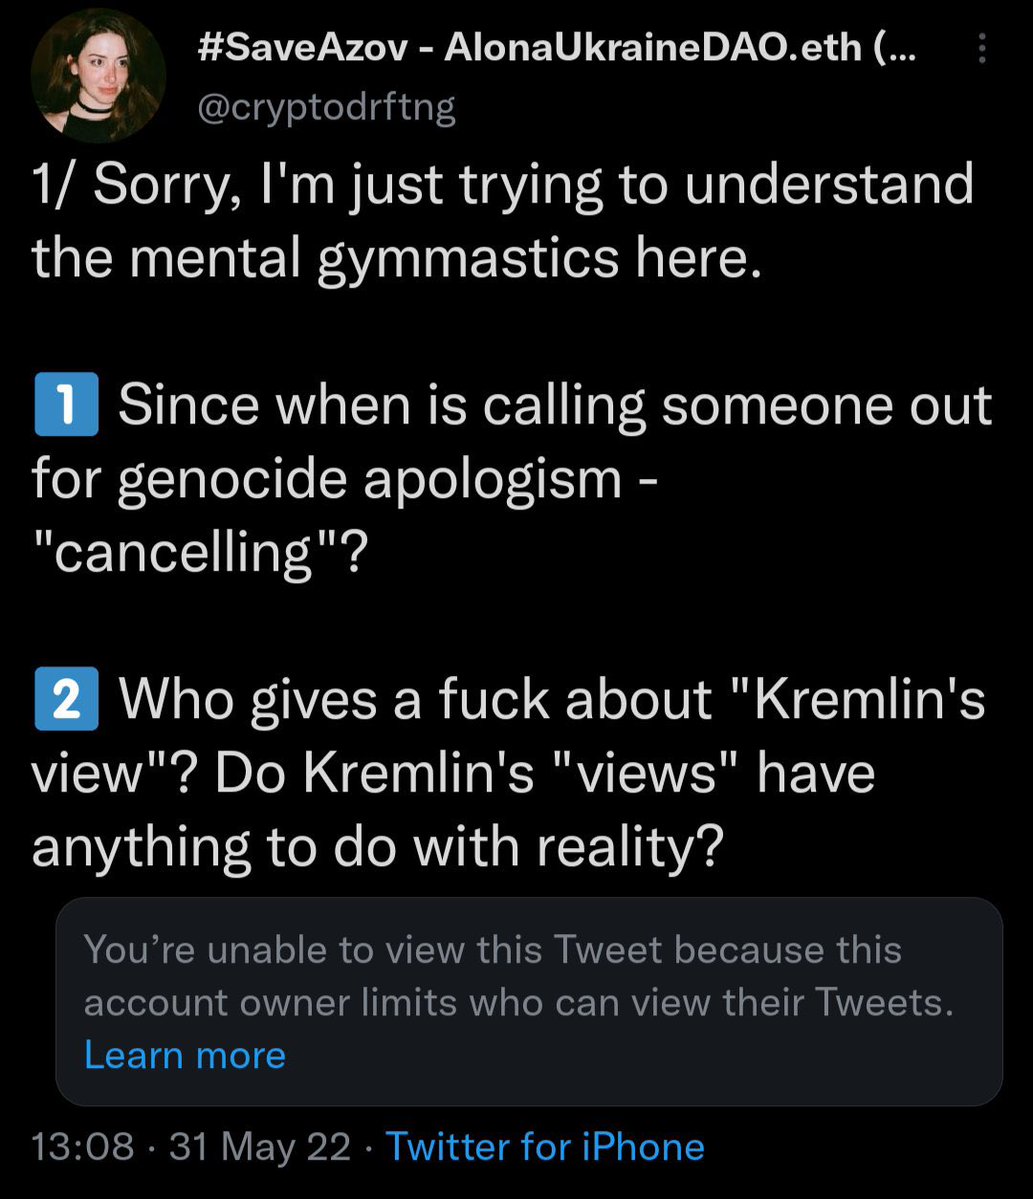 #SaveAzov - AlonaUkraineDAO.eth (...
@cryptodrftng
1/ Sorry, I'm just trying to understand
the mental gymmastics here.
1️⃣ Since when is calling someone out
for genocide apologism -
"cancelling"?
2️⃣ Who gives a fuck about "Kremlin's
view"? Do Kremlin's "views" have
anything to do with reality?
You’re unable to view this Tweet because this
account owner limits who can view their Tweets.
Learn more
13:08 · 31 May 22 · Twitter for iPhone